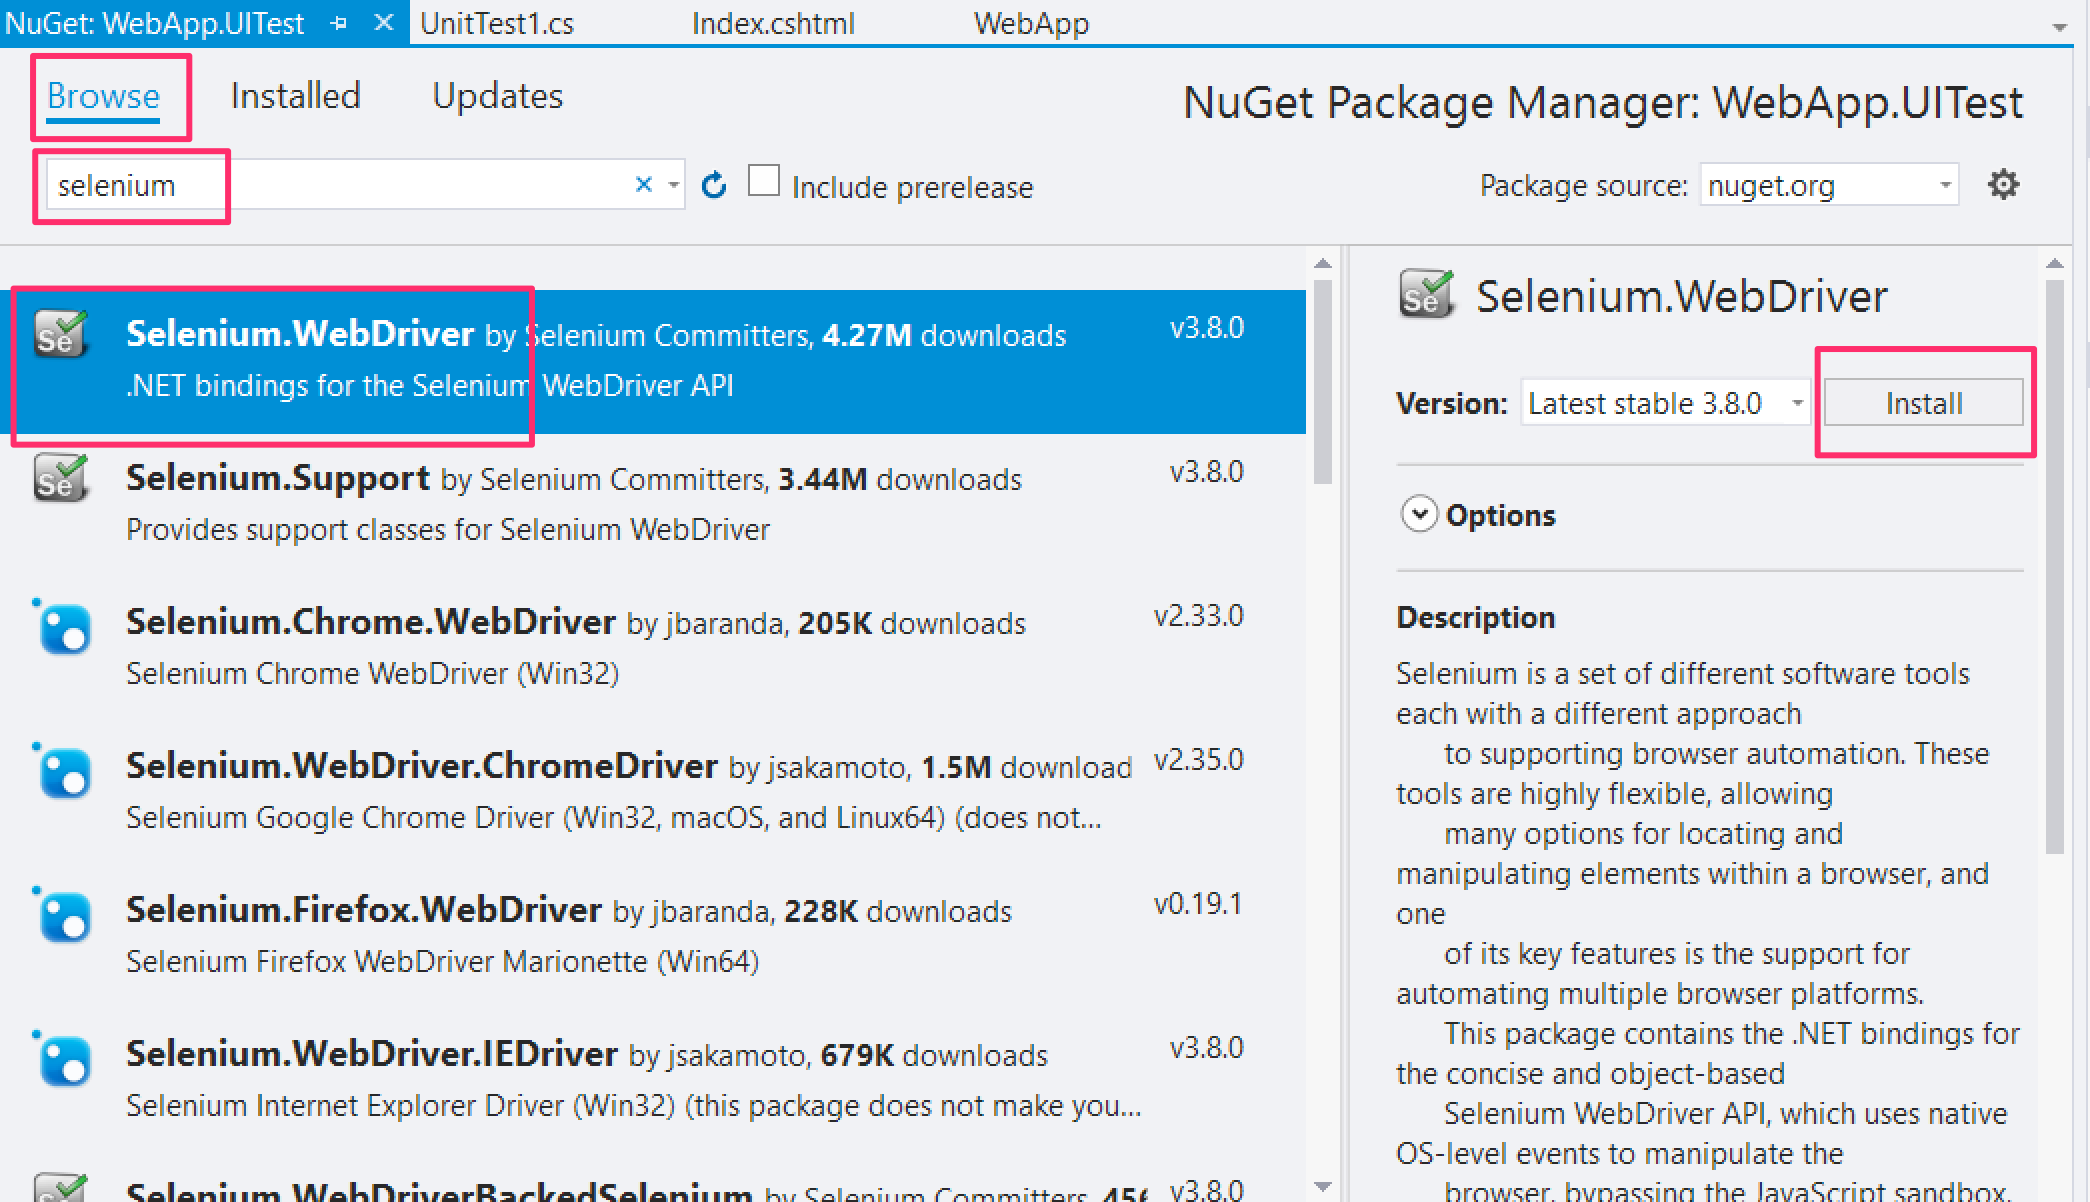 NuGet: WebApp.UITest
UnitTest1.cs
Index.cshtml
WebApp
Browse
Installed
Updates
NuGet Package Manager: WebApp.UITest
selenium
Include prerelease
Package source: nuget.org
Se
Selenium.WebDriver by Selenium Committers, 4.27M downloads
v3.8.0
.NET bindings for the Selenium WebDriver API
Se
Selenium.Support by Selenium Committers, 3.44M downloads
v3.8.0
Provides support classes for Selenium WebDriver
Selenium.Chrome.WebDriver by jbaranda, 205K downloads
v2.33.0
Selenium Chrome WebDriver (Win32)
Selenium.WebDriver.ChromeDriver by jsakamoto, 1.5M download
v2.35.0
Selenium Google Chrome Driver (Win32, macOS, and Linux64) (does not...
Selenium.Firefox.WebDriver by jbaranda, 228K downloads
v0.19.1
Selenium Firefox WebDriver Marionette (Win64)
Selenium.WebDriver.IEDriver by jsakamoto, 679K downloads
v3.8.0
Selenium Internet Explorer Driver (Win32) (this package does not make you...
Se
Selenium.WebDriverBackedSelenium by Selenium Committers, 456
v3.8.0
Se
Selenium.WebDriver
Version: Latest stable 3.8.0
Install
Options
Description
Selenium is a set of different software tools
each with a different approach
to supporting browser automation. These
tools are highly flexible, allowing
many options for locating and
manipulating elements within a browser, and
one
of its key features is the support for
automating multiple browser platforms.
This package contains the .NET bindings for
the concise and object-based
Selenium WebDriver API, which uses native
OS-level events to manipulate the
browser, bypassing the JavaScript sandbox,